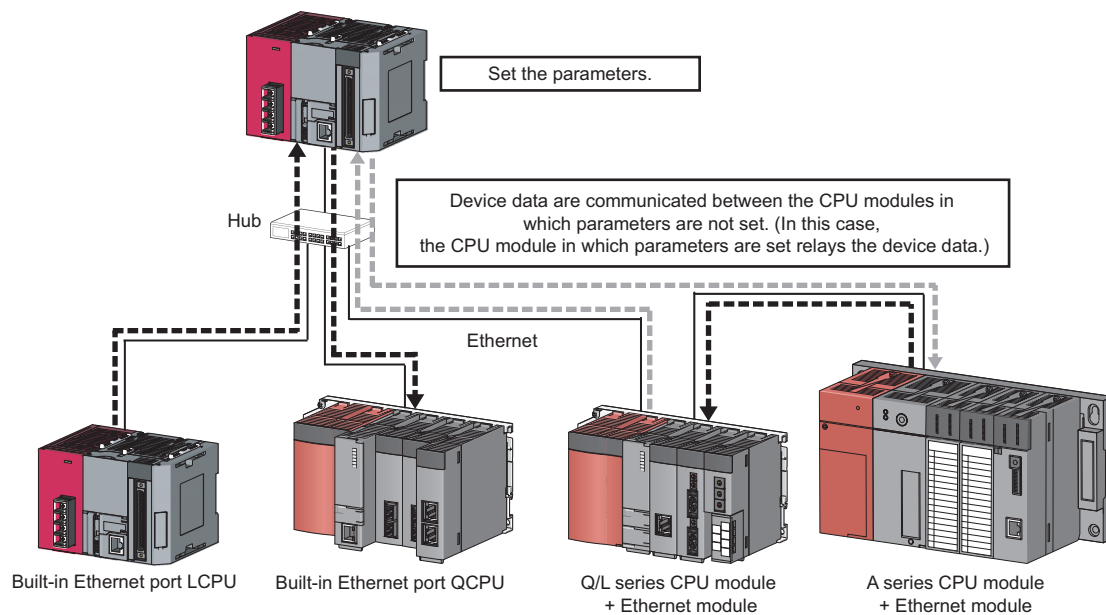 Set the parameters.
Device data are communicated between the CPU modules in
which parameters are not set. (In this case,
the CPU module in which parameters are set relays the device data.)
Hub
Ethernet
Built-in Ethernet port LCPU
Built-in Ethernet port QCPU
Q/L series CPU module
+ Ethernet module
A series CPU module
+ Ethernet module